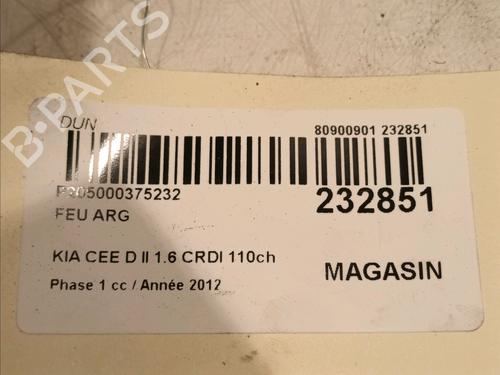 B-PARTS
DUN
80900901 232851
P305000375232
232851
FEU ARG
KIA CEE D II 1.6 CRDI 110ch
MAGASIN
Phase 1 cc / Année 2012